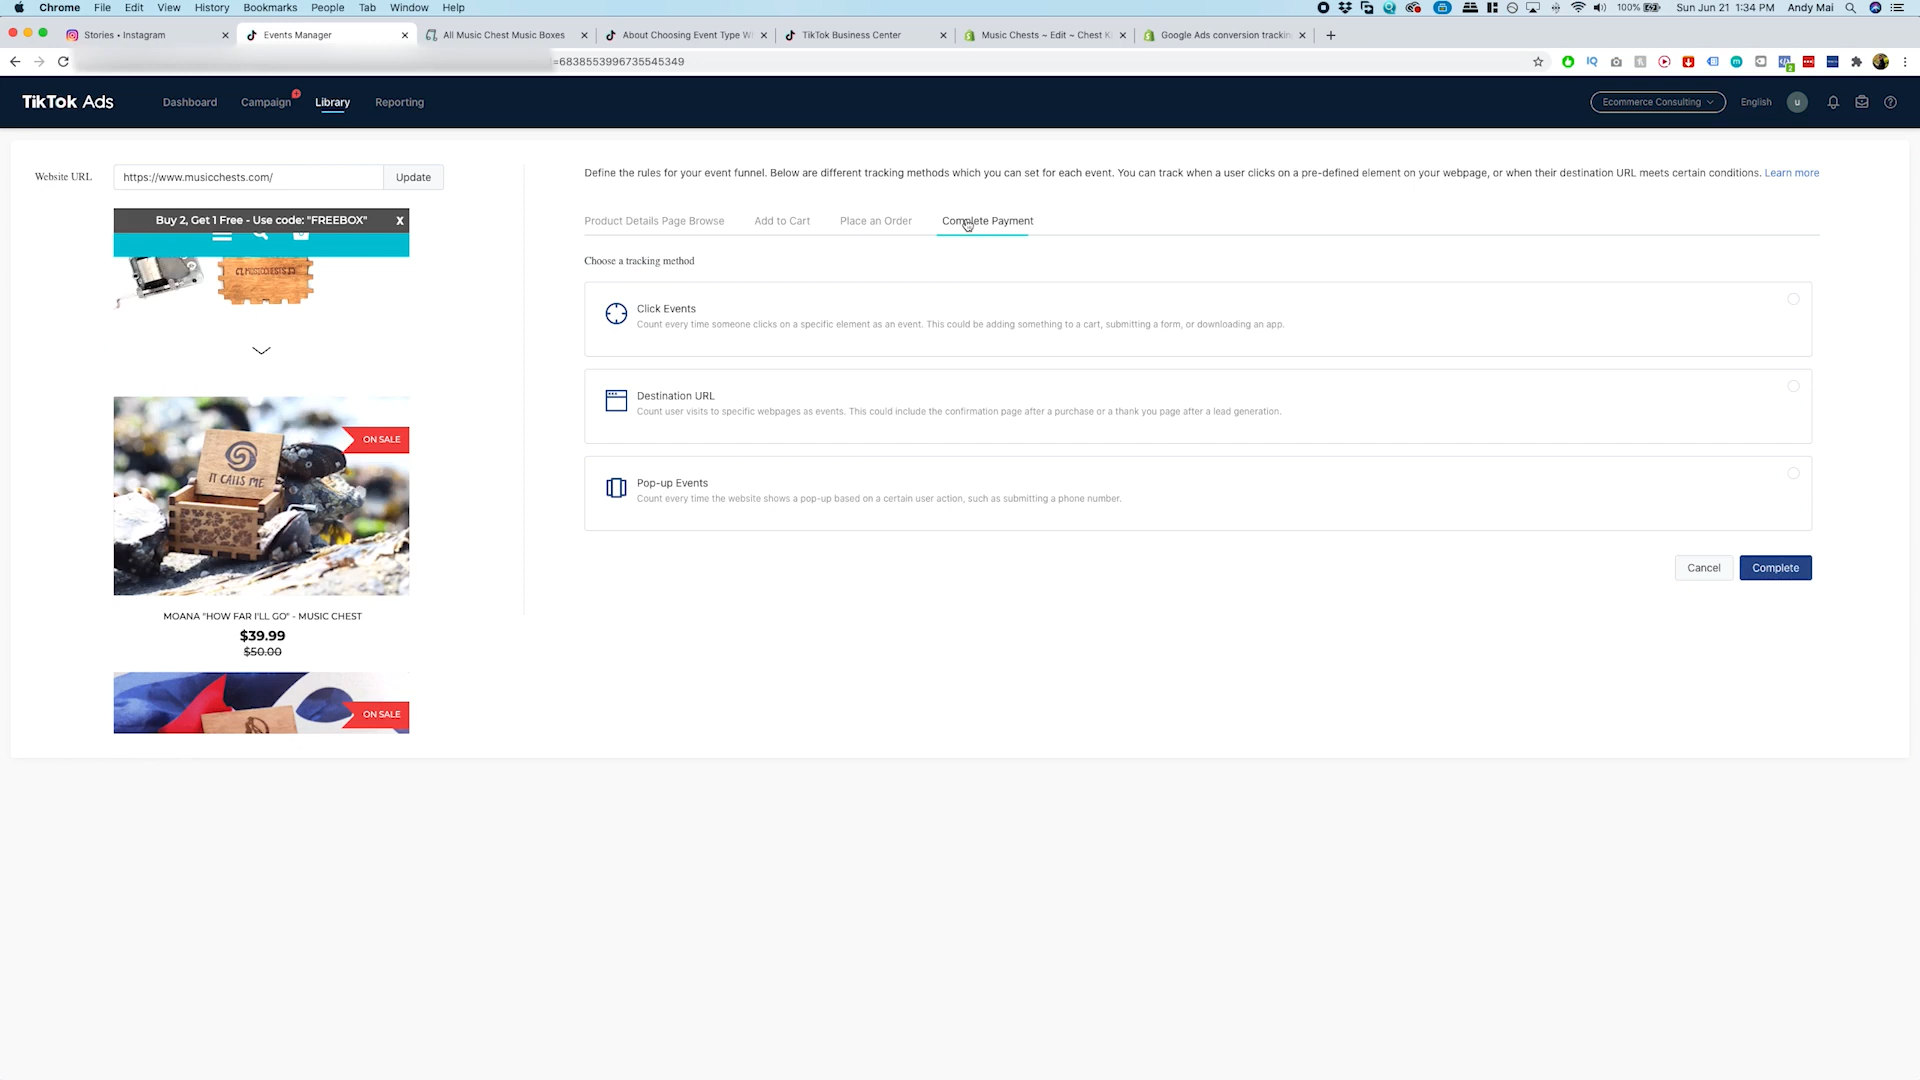 Chrome File Edit View History Bookmarks People Tab Window Help 100% Sun Jun 21 1:34 PM Andy Mai
Stories • Instagram
Events Manager
All Music Chest Music Boxes
About Choosing Event Type W
TikTok Business Center
Music Chests ~ Edit ~ Chest K
Google Ads conversion trackin
=6838553996735545349
TikTok Ads Dashboard Campaign Library Reporting Ecommerce Consulting English u
Website URL https://www.musicchests.com/ Update
Buy 2, Get 1 Free - Use code: "FREEBOX" X
MUSICCHESTS
IT CALLS ME
ON SALE
MOANA "HOW FAR I'LL GO" - MUSIC CHEST
$39.99
$50.00
ON SALE
Define the rules for your event funnel. Below are different tracking methods which you can set for each event. You can track when a user clicks on a pre-defined element on your webpage, or when their destination URL meets certain conditions. Learn more
Product Details Page Browse Add to Cart Place an Order Complete Payment
Choose a tracking method
Click Events
Count every time someone clicks on a specific element as an event. This could be adding something to a cart, submitting a form, or downloading an app.
Destination URL
Count user visits to specific webpages as events. This could include the confirmation page after a purchase or a thank you page after a lead generation.
Pop-up Events
Count every time the website shows a pop-up based on a certain user action, such as submitting a phone number.
Cancel Complete